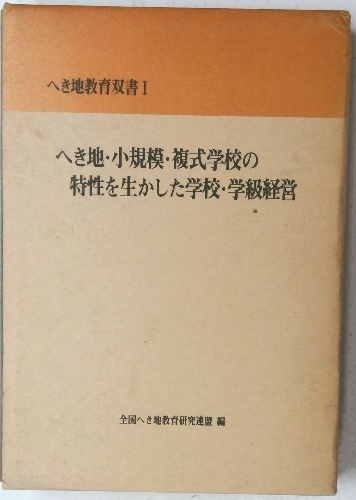 へき地教育双書Ⅰ
へき地・小規模・複式学校の
特性を生かした学校・学級経営
全国へき地教育研究連盟 編